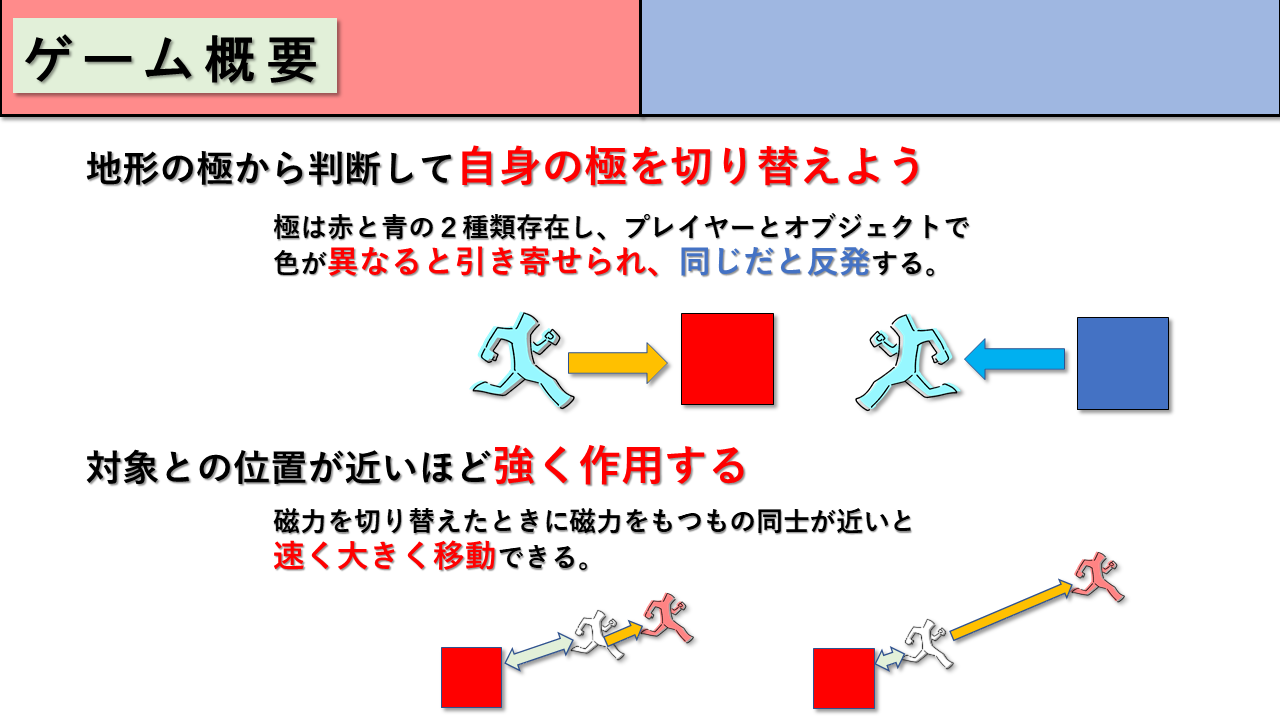 ゲーム概要
地形の極から判断して自身の極を切り替えよう
極は赤と青の２種類存在し、プレイヤーとオブジェクトで
色が異なると引き寄せられ、同じだと反発する。
対象との位置が近いほど強く作用する
磁力を切り替えたときに磁力をもつもの同士が近いと
速く大きく移動できる。